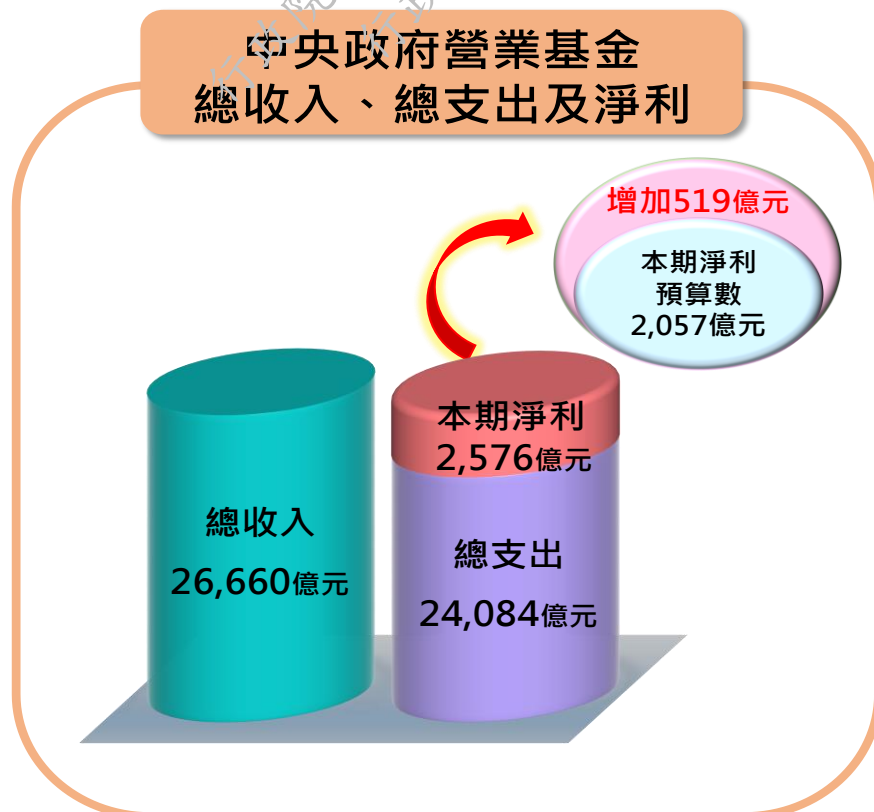 中央政府營業基金
總收入、總支出及淨利
增加519億元
本期淨利
預算數
2,057億元
本期淨利
2,576億元
總收入
26,660億元
總支出
24,084億元